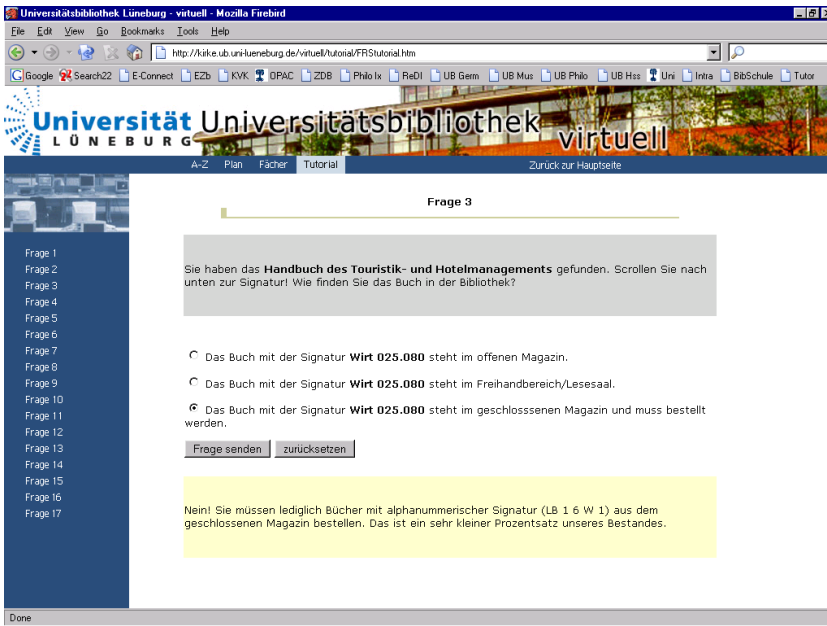 Universitätsbibliothek Lüneburg - virtuell - Mozilla Firebird
File Edit View Go Bookmarks Tools Help
http://kirke.ub.uni-lueneburg.de/virtuell/tutorial/FRStutorial.htm
Google Search22 E-Connect EZb KVK OPAC ZDB Philo Ix ReDI UB Germ UB Mus UB Philo UB Hss Uni Intra BibSchule Tutor
Universität Universitätsbibliothek virtuell
LÜNEBURG
A-Z Plan Fächer Tutorial Zurück zur Hauptseite
Frage 3
Frage 1
Frage 2
Frage 3
Frage 4
Frage 5
Frage 6
Frage 7
Frage 8
Frage 9
Frage 10
Frage 11
Frage 12
Frage 13
Frage 14
Frage 15
Frage 16
Frage 17
Sie haben das Handbuch des Touristik- und Hotelmanagements gefunden. Scrollen Sie nach
unten zur Signatur! Wie finden Sie das Buch in der Bibliothek?
Das Buch mit der Signatur Wirt 025.080 steht im offenen Magazin.
Das Buch mit der Signatur Wirt 025.080 steht im Freihandbereich/Lesesaal.
Das Buch mit der Signatur Wirt 025.080 steht im geschlosssenen Magazin und muss bestellt
werden.
Frage senden zurücksetzen
Nein! Sie müssen lediglich Bücher mit alphanummerischer Signatur (LB 1 6 W 1) aus dem
geschlossenen Magazin bestellen. Das ist ein sehr kleiner Prozentsatz unseres Bestandes.
Done